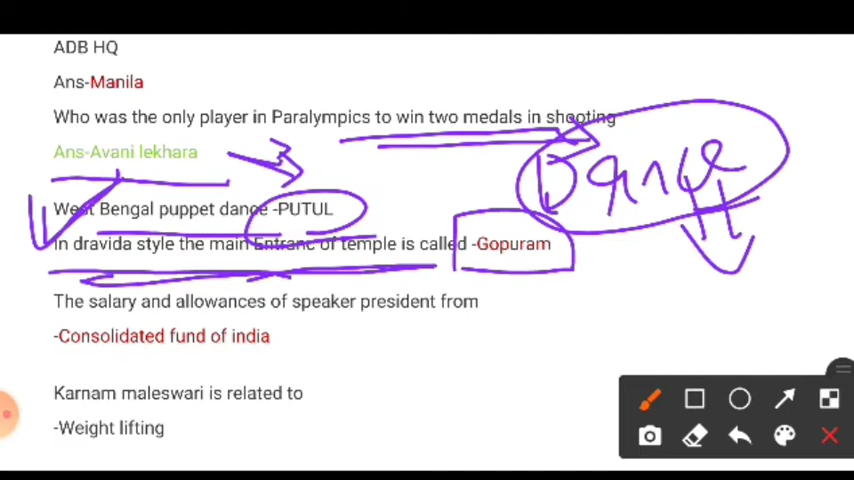 ADB HQ
Ans-Manila
Who was the only player in Paralympics to win two medals in shooting
Ans-Avani lekhara
Dance
West Bengal puppet dance -PUTUL
In dravida style the main Entranc of temple is called -Gopuram
The salary and allowances of speaker president from
-Consolidated fund of india
Karnam maleswari is related to
-Weight lifting